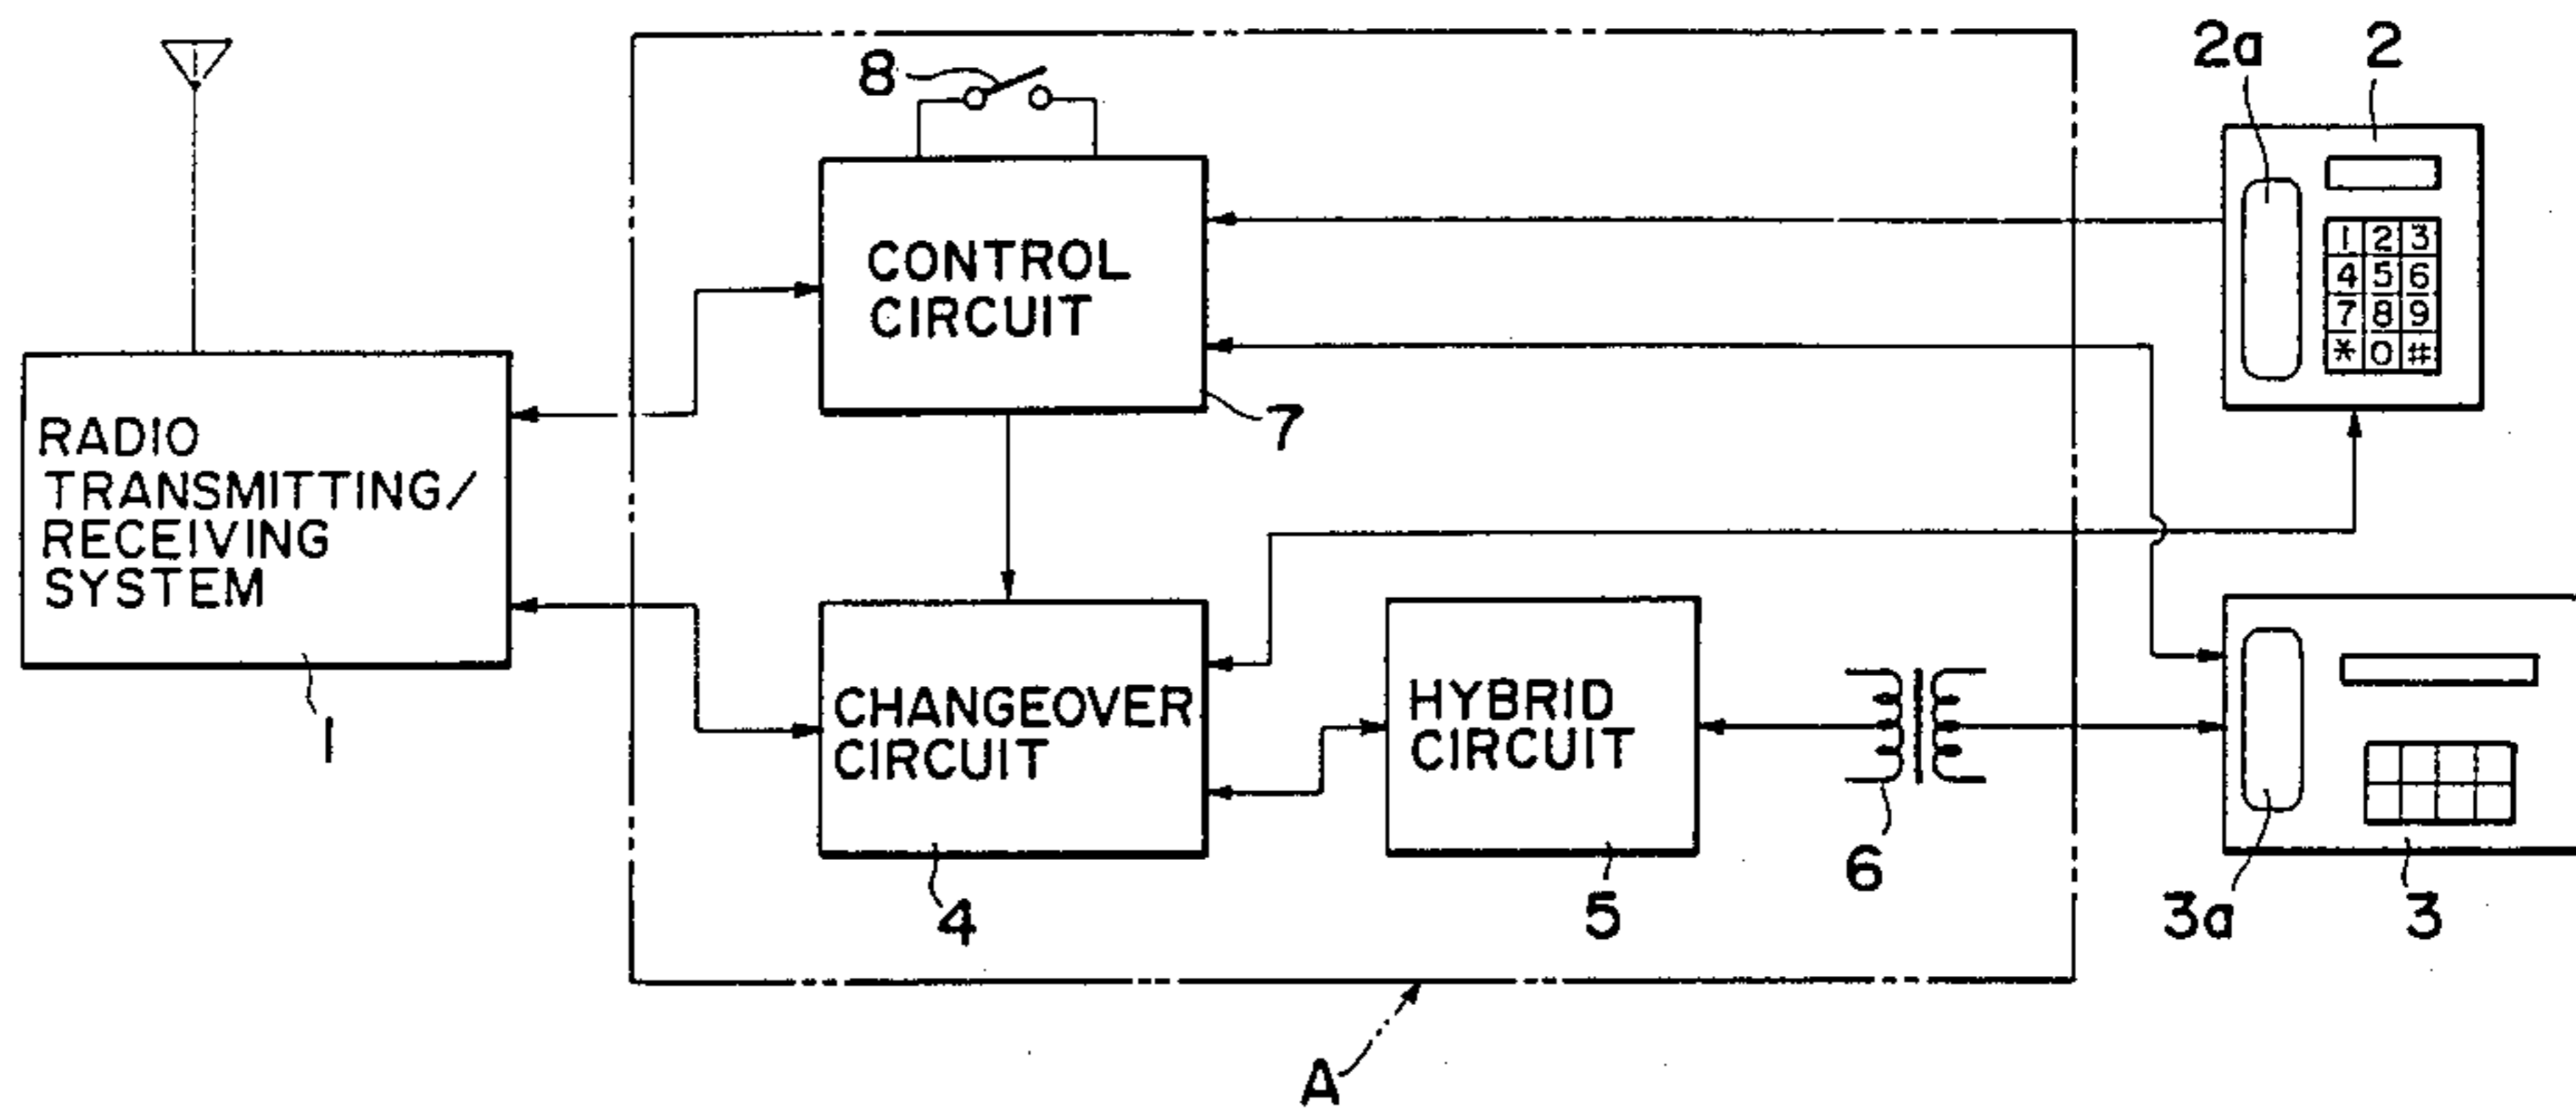 8
2a
2
CONTROL
CIRCUIT
7
1 2 3
4 5 6
7 8 9
* 0 #
RADIO
TRANSMITTING/
RECEIVING
SYSTEM
1
CHANGEOVER
CIRCUIT
4
HYBRID
CIRCUIT
5
6
3a
3
A